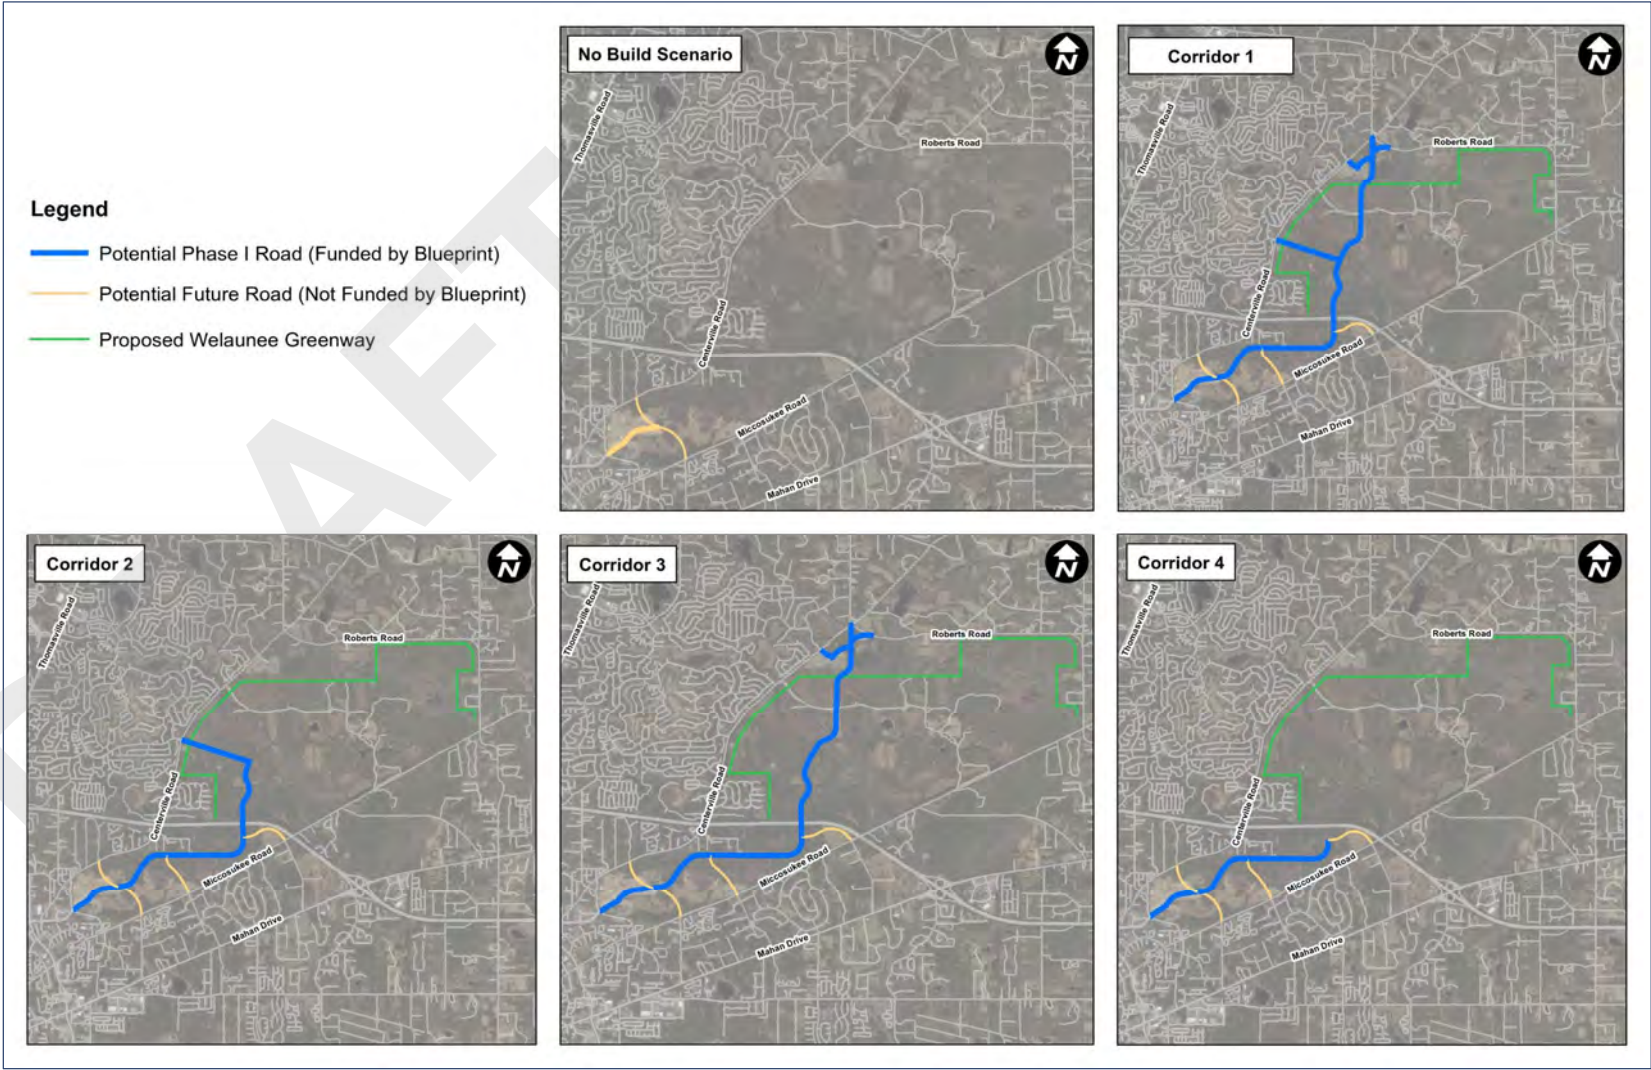 Legend
Potential Phase I Road (Funded by Blueprint)
Potential Future Road (Not Funded by Blueprint)
Proposed Welaunee Greenway
DRAFT
No Build Scenario
N
Thomasville Road
Roberts Road
Centerville Road
Miccosukee Road
Mahan Drive
Corridor 1
N
Thomasville Road
Roberts Road
Centerville Road
Miccosukee Road
Mahan Drive
Corridor 2
N
Thomasville Road
Roberts Road
Centerville Road
Miccosukee Road
Mahan Drive
Corridor 3
N
Thomasville Road
Roberts Road
Centerville Road
Miccosukee Road
Mahan Drive
Corridor 4
N
Thomasville Road
Roberts Road
Centerville Road
Miccosukee Road
Mahan Drive